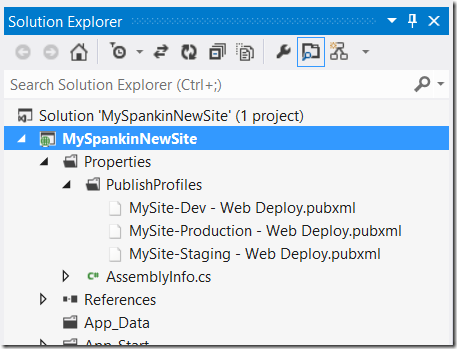 Solution Explorer
Search Solution Explorer (Ctrl+;)
Solution 'MySpankinNewSite' (1 project)
MySpankinNewSite
Properties
PublishProfiles
MySite-Dev - Web Deploy.pubxml
MySite-Production - Web Deploy.pubxml
MySite-Staging - Web Deploy.pubxml
C# AssemblyInfo.cs
References
App_Data
App_Start